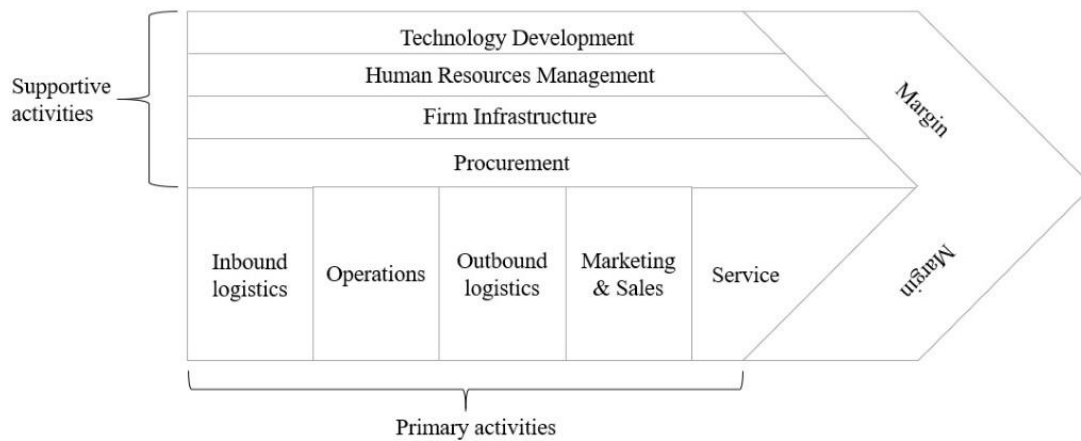 Technology Development
Human Resources Management
Supportive
activities
Firm Infrastructure
Procurement
Margin
Inbound
logistics
Operations
Outbound
logistics
Marketing
& Sales
Service
Margin
Primary activities